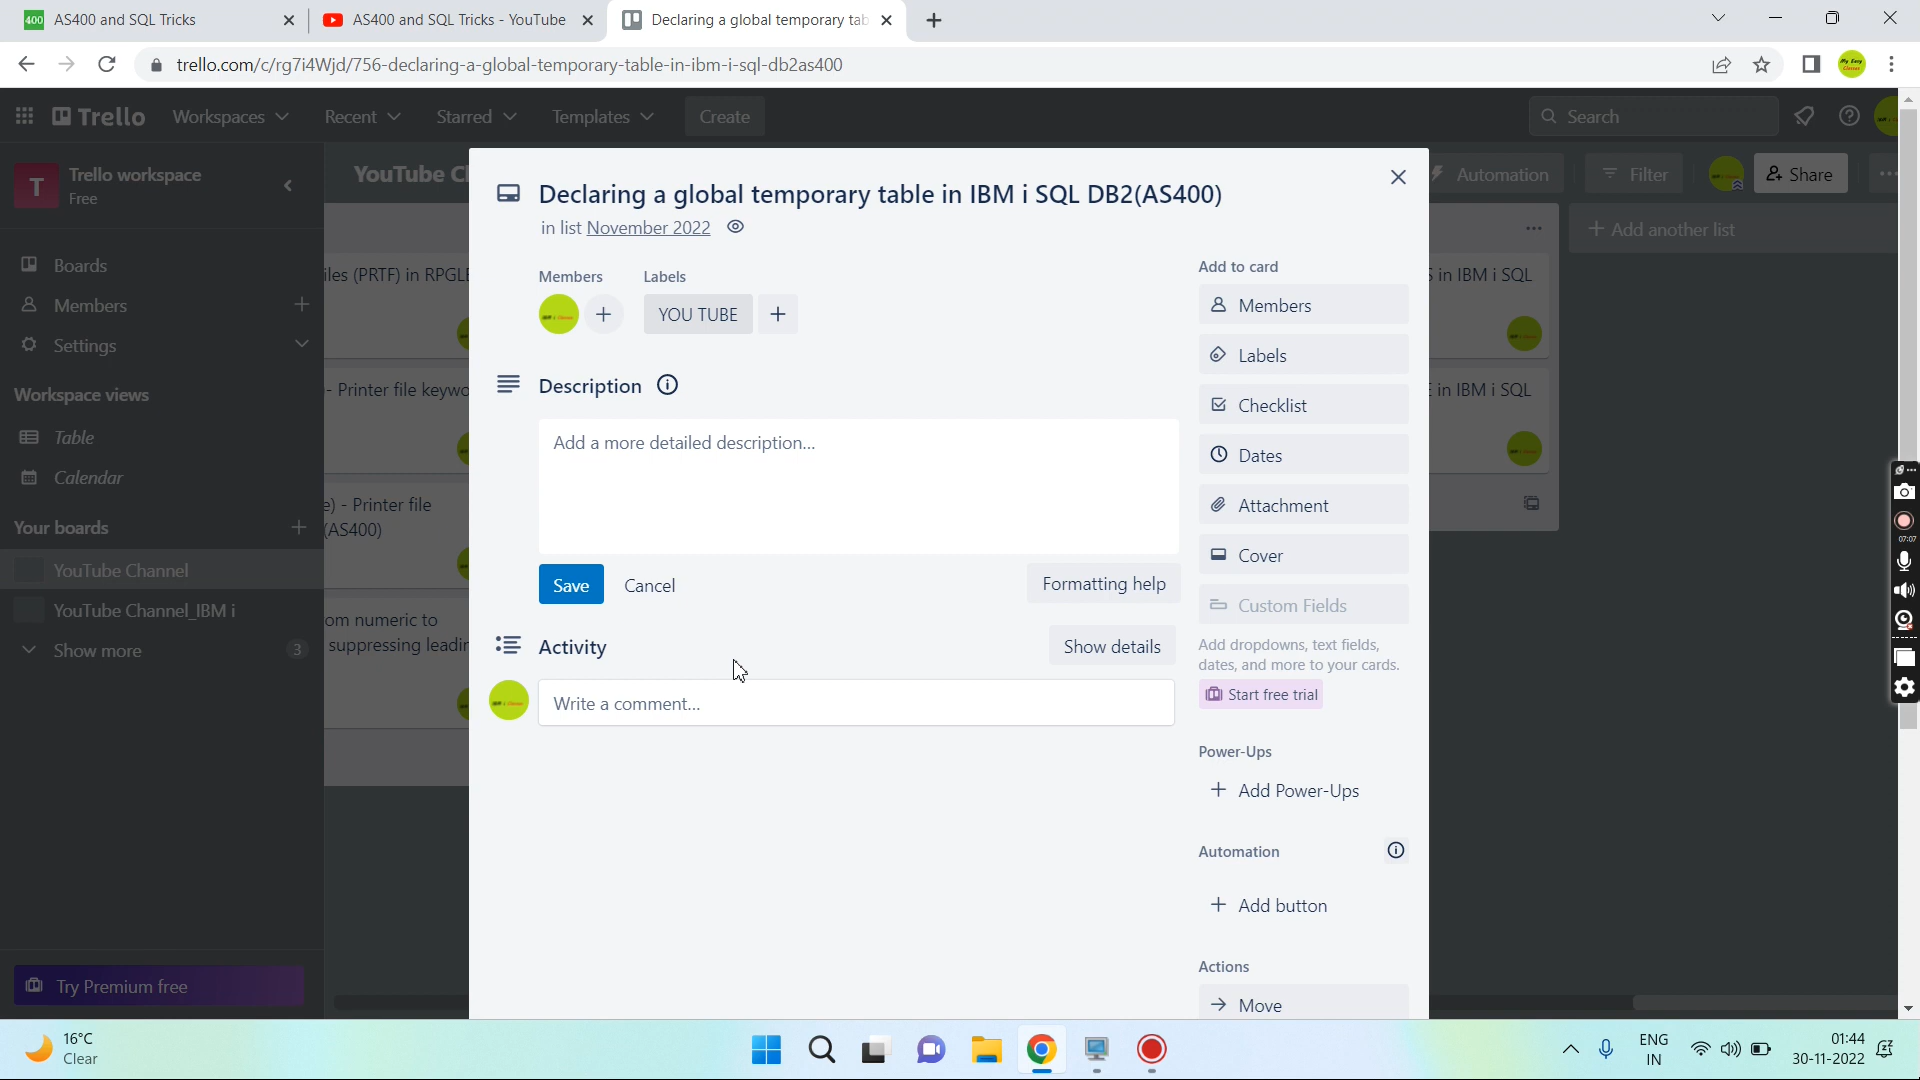 AS400 and SQL Tricks
AS400 and SQL Tricks - YouTube
Declaring a global temporary tab
trello.com/c/rg7i4Wjd/756-declaring-a-global-temporary-table-in-ibm-i-sql-db2as400
Trello
Workspaces
Recent
Starred
Templates
Create
Search
T
Trello workspace
Free
YouTube Cl
Automation
Filter
Share
Declaring a global temporary table in IBM i SQL DB2(AS400)
in list November 2022
Add another list
Boards
Members
Settings
Workspace views
Table
Calendar
Your boards
YouTube Channel
YouTube Channel_IBM i
Show more
3
Try Premium free
iles (PRTF) in RPGLE
- Printer file keywo
e) - Printer file
(AS400)
om numeric to
suppressing leadin
Members
Labels
YOU TUBE
Description
Add a more detailed description...
Save
Cancel
Formatting help
Activity
Show details
Write a comment...
Add to card
Members
Labels
Checklist
Dates
Attachment
Cover
Custom Fields
Add dropdowns, text fields,
dates, and more to your cards.
Start free trial
Power-Ups
Add Power-Ups
Automation
Add button
Actions
Move
S in IBM i SQL
E in IBM i SQL
07:07
16°C
Clear
ENG
IN
01:44
30-11-2022